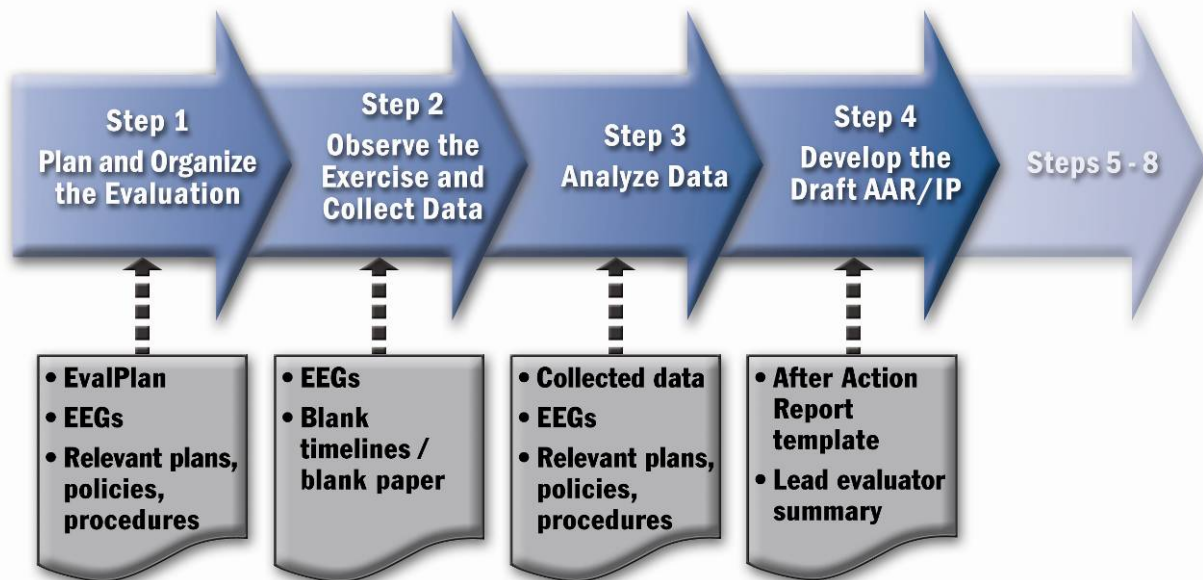 Step 1
Plan and Organize
the Evaluation
Step 2
Observe the
Exercise and
Collect Data
Step 3
Analyze Data
Step 4
Develop the
Draft AAR/IP
Steps 5 - 8
• EvalPlan
• EEGs
• Relevant plans,
policies,
procedures
• EEGs
• Blank
timelines /
blank paper
• Collected data
• EEGs
• Relevant plans,
policies,
procedures
• After Action
Report
template
• Lead evaluator
summary